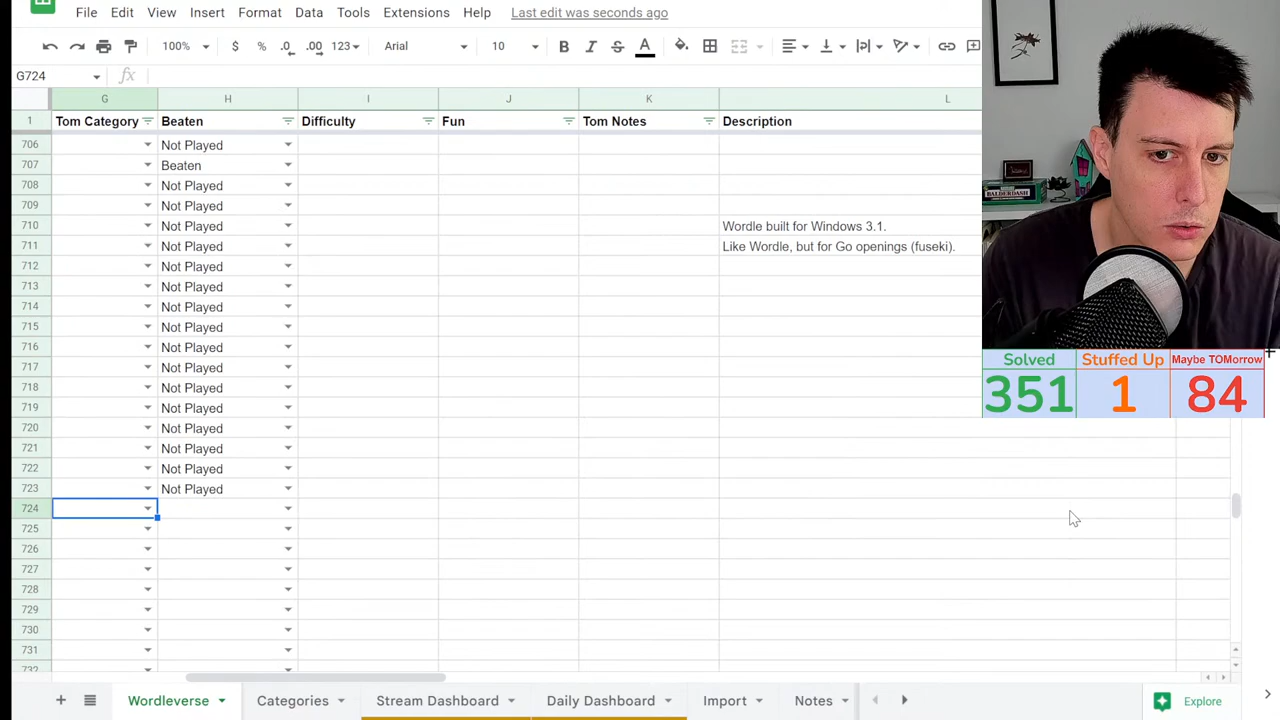 File Edit View Insert Format Data Tools Extensions Help Last edit was seconds ago
100% $ % .0 .00 123 Arial 10 B I S A
G724 fx
G H I J K L
1 Tom Category Beaten Difficulty Fun Tom Notes Description
706 Not Played
707 Beaten
708 Not Played
709 Not Played
710 Not Played Wordle built for Windows 3.1.
711 Not Played Like Wordle, but for Go openings (fuseki).
712 Not Played
713 Not Played
714 Not Played
715 Not Played
716 Not Played
717 Not Played
718 Not Played
719 Not Played
720 Not Played
721 Not Played
722 Not Played
723 Not Played
724
725
726
727
728
729
730
731
732
BALDERDASH
Solved Stuffed Up Maybe TOMorrow
351 1 84
Wordleverse Categories Stream Dashboard Daily Dashboard Import Notes Explore